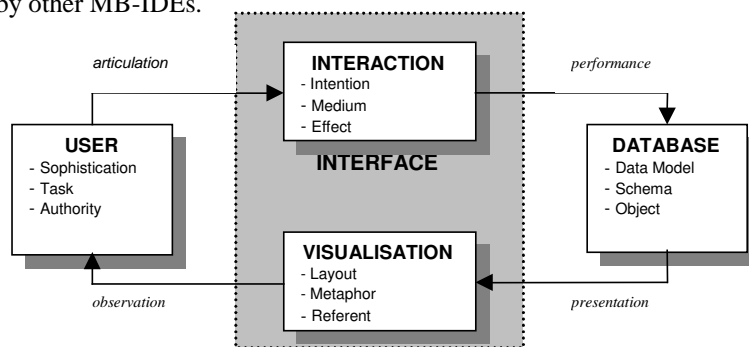 by other MB-IDEs.
articulation
INTERACTION
- Intention
- Medium
- Effect
performance
USER
- Sophistication
- Task
- Authority
INTERFACE
DATABASE
- Data Model
- Schema
- Object
VISUALISATION
- Layout
- Metaphor
- Referent
observation
presentation